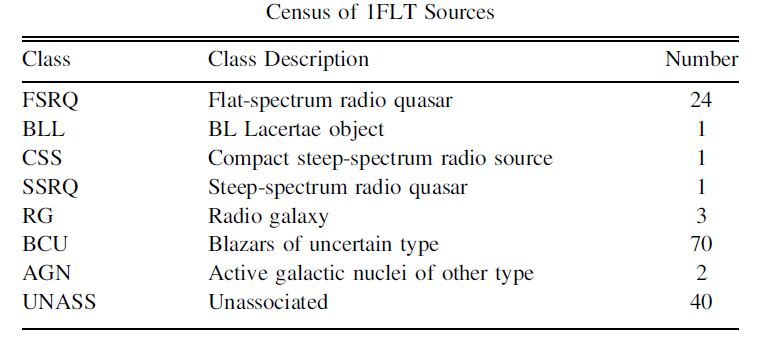 Census of 1FLT Sources
Class Class Description Number
FSRQ Flat-spectrum radio quasar 24
BLL BL Lacertae object 1
CSS Compact steep-spectrum radio source 1
SSRQ Steep-spectrum radio quasar 1
RG Radio galaxy 3
BCU Blazars of uncertain type 70
AGN Active galactic nuclei of other type 2
UNASS Unassociated 40